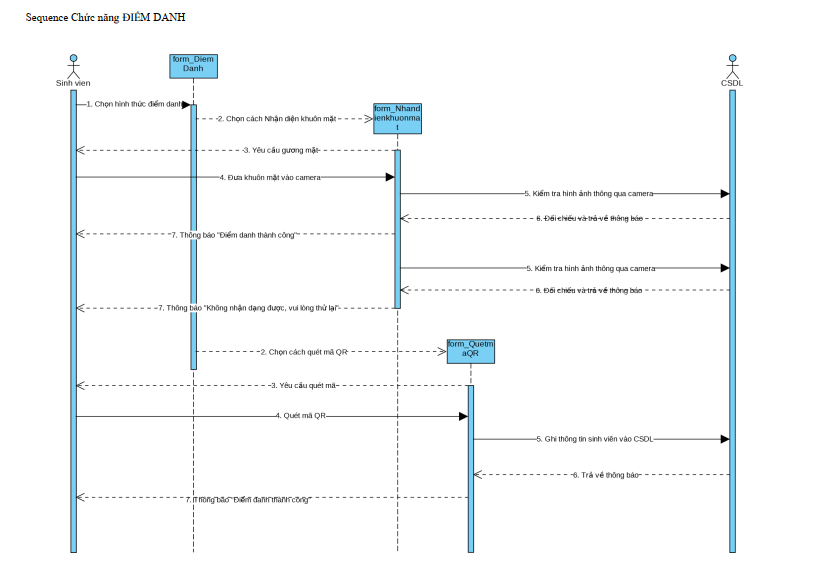 Sequence Chức năng ĐIỂM DANH
Sinh vien
form_Diem
Danh
CSDL
1. Chọn hình thức điểm danh
form_Nhand
ienkhuonma
t
2. Chọn cách Nhận diện khuôn mặt
3. Yêu cầu gương mặt
4. Đưa khuôn mặt vào camera
5. Kiểm tra hình ảnh thông qua camera
6. Đối chiếu và trả về thông báo
7. Thông báo "Điểm danh thành công"
5. Kiểm tra hình ảnh thông qua camera
6. Đối chiếu và trả về thông báo
7. Thông báo "Không nhận dạng được, vui lòng thử lại"
form_Quetm
aQR
2. Chọn cách quét mã QR
3. Yêu cầu quét mã
4. Quét mã QR
5. Ghi thông tin sinh viên vào CSDL
6. Trả về thông báo
7. Thông báo "Điểm danh thành công"